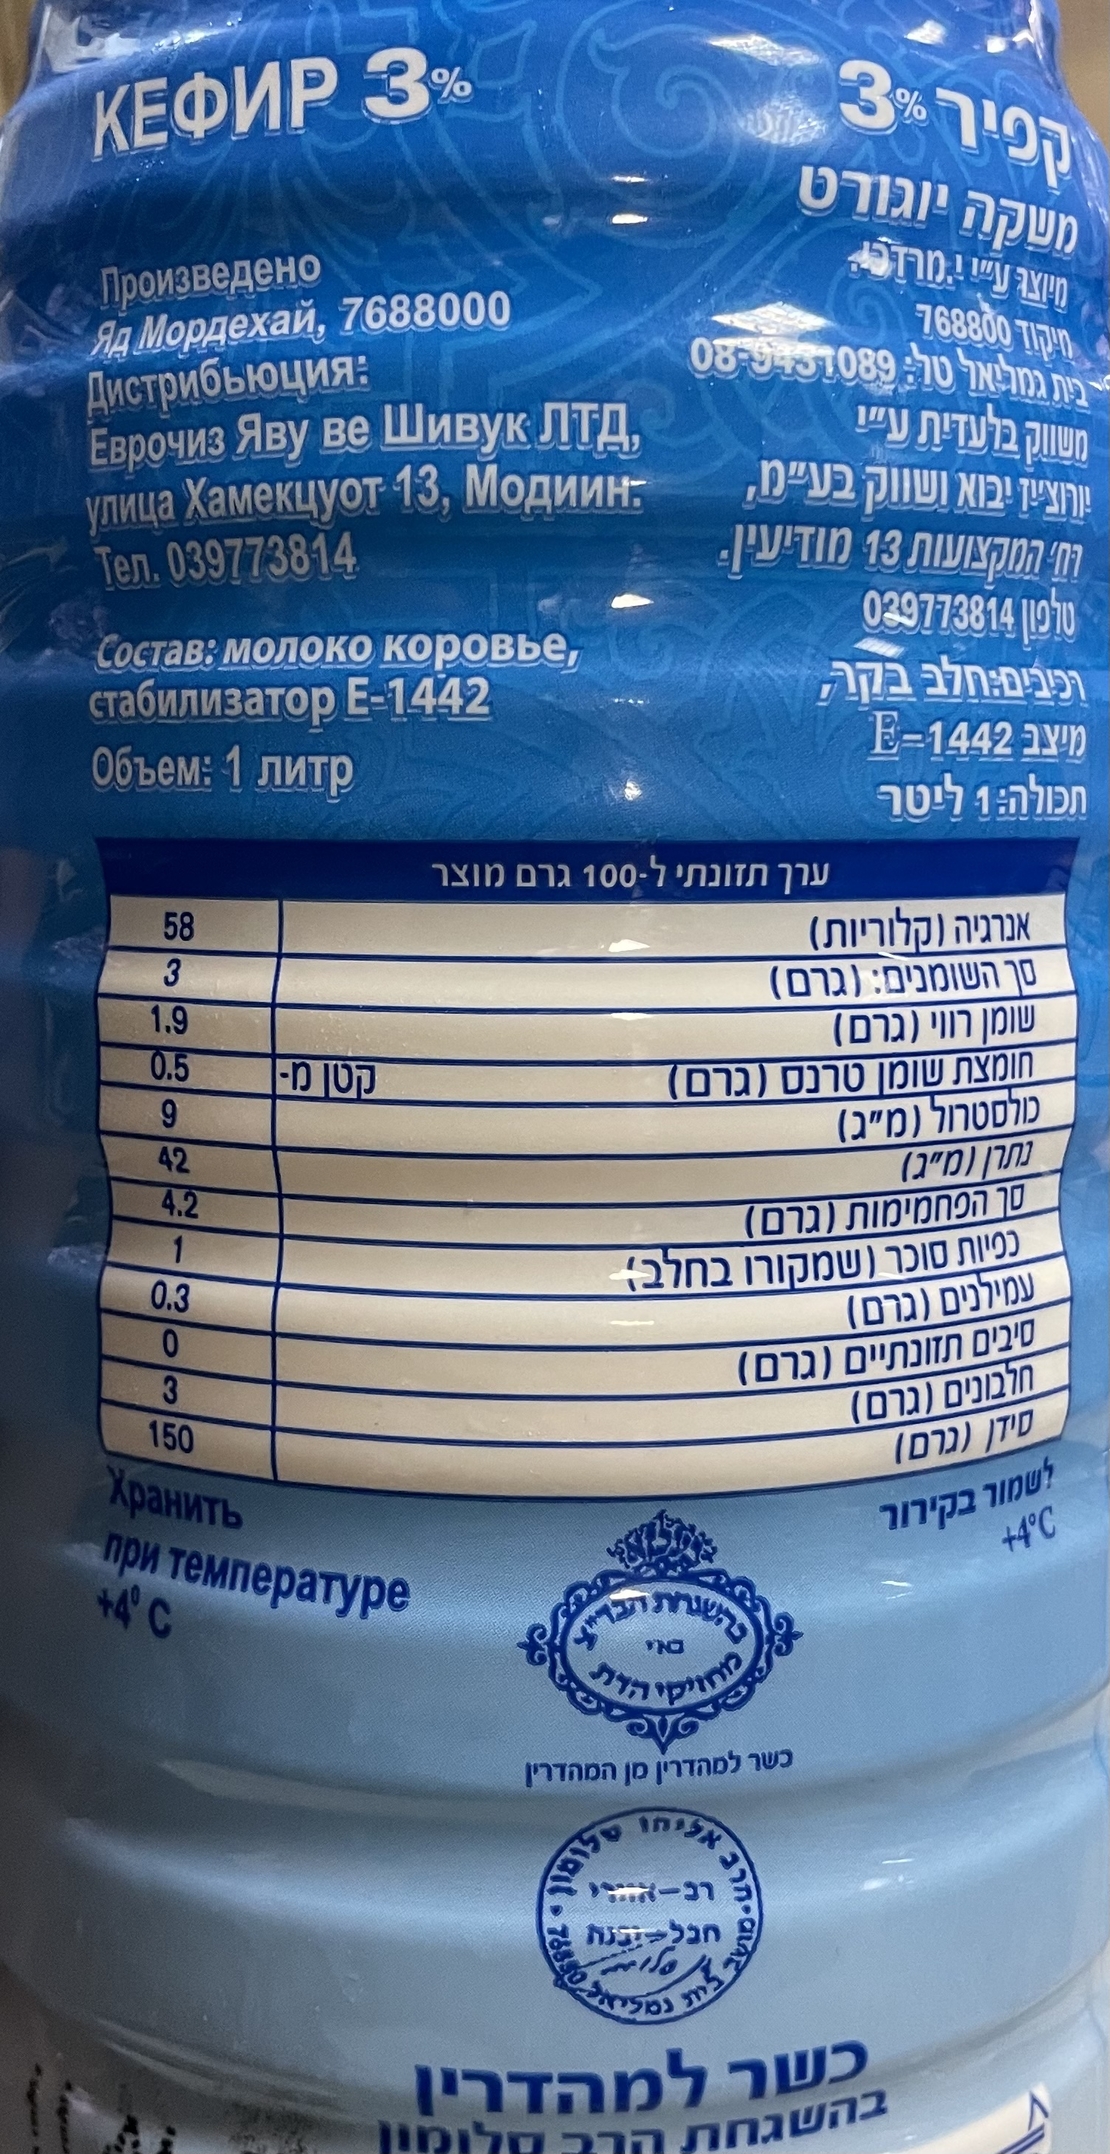 КЕФИР 3%
Произведено
Яд Мордехай, 7688000
Дистрибьюция:
Еврочиз Яву ве Шивук ЛТД,
улица Хамекцуот 13, Модиин.
Тел. 039773814
Состав: молоко коровье,
стабилизатор Е-1442
Объем: 1 литр
קפיר 3%
משקה יוגורט
מיוצר ע״י י.מרדכי.
מיקוד 768800
בית גמליאל טל: 08-9431089
משווק בלעדית ע״י
יורוצ׳יז יבוא ושווק בע״מ,
רח׳ המקצועות 13 מודיעין.
טלפון 039773814
רכיבים:חלב בקר,
מיצב E-1442
תכולה:1 ליטר
ערך תזונתי ל-100 גרם מוצר
אנרגיה (קלוריות) 58
סך השומנים: (גרם) 3
שומן רווי (גרם) 1.9
חומצת שומן טרנס (גרם) קטן מ- 0.5
כולסטרול (מ״ג) 9
נתרן (מ״ג) 42
סך הפחמימות (גרם) 4.2
כפיות סוכר (שמקורו בחלב) 1
עמילנים (גרם) 0.3
סיבים תזונתיים (גרם) 0
חלבונים (גרם) 3
סידן (גרם) 150
Хранить
при температуре
+4° С
לשמור בקירור
+4°C
בהשגחת הבד״צ
מחזיקי הדת
כשר למהדרין מן המהדרין
הרב אליהו שלומון
חבל-יבנה
בית גמליאל
כשר למהדרין
בהשגחת הרב סלומון